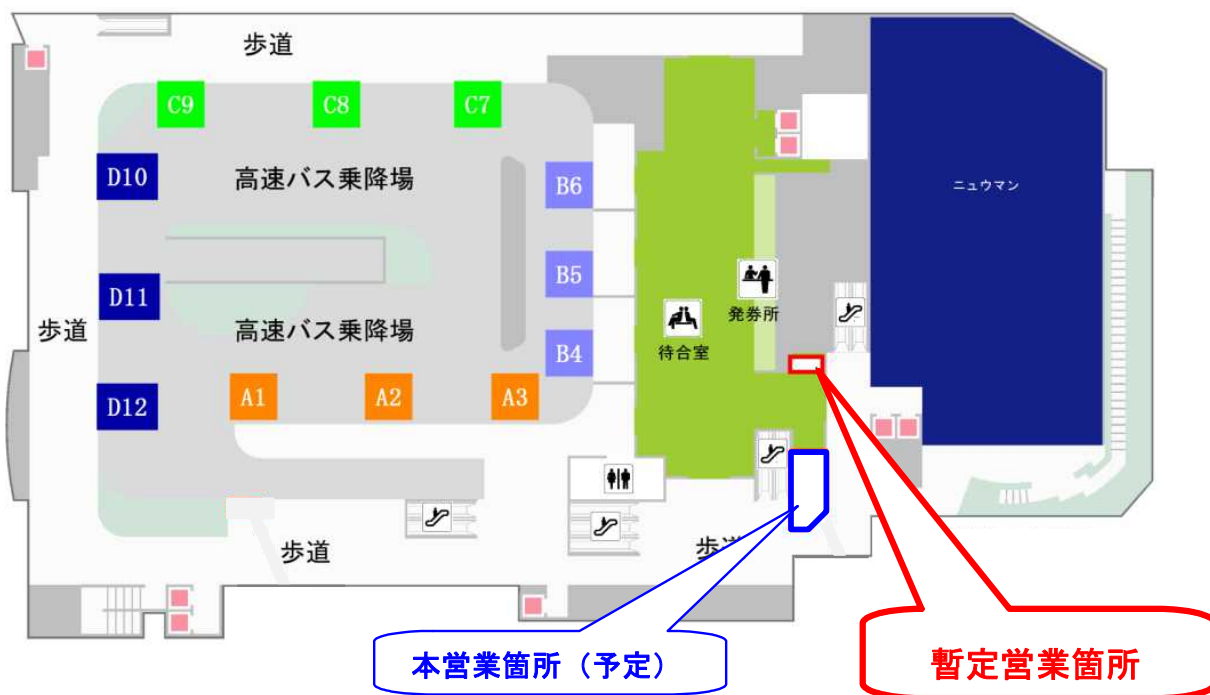 歩道
C9
C8
C7
D10
高速バス乗降場
B6
ニュウマン
D11
B5
発券所
歩道
高速バス乗降場
待合室
B4
D12
A1
A2
A3
歩道
歩道
本営業箇所（予定）
暫定営業箇所